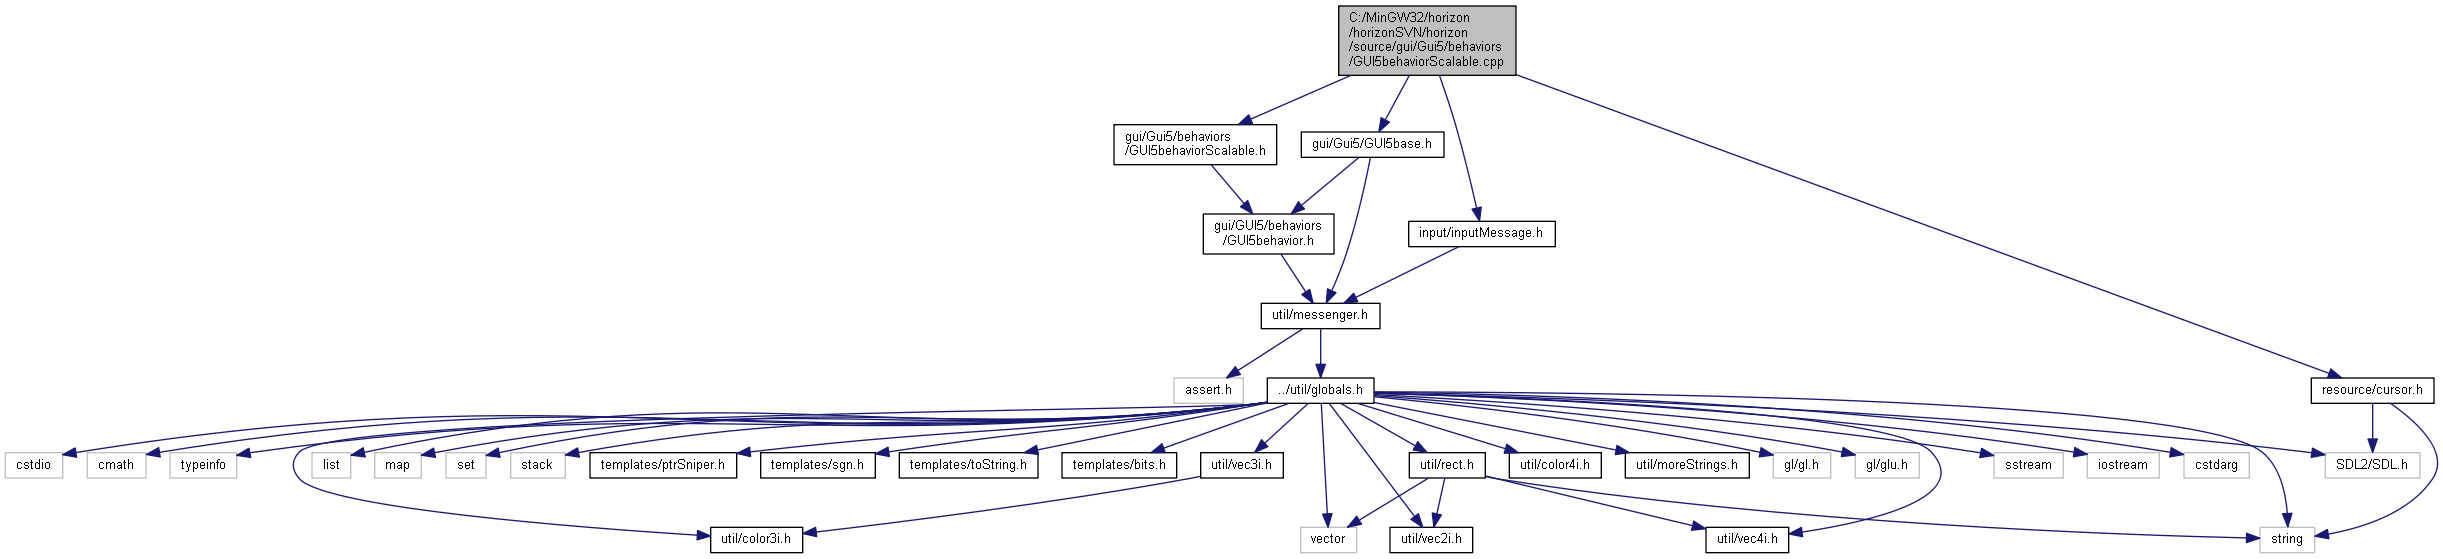 C:/MinGW32/horizon
/horizonSVN/horizon
/source/gui/Gui5/behaviors
/GUI5behaviorScalable.cpp
gui/Gui5/behaviors
/GUI5behaviorScalable.h
gui/Gui5/GUI5base.h
gui/GUI5/behaviors
/GUI5behavior.h
input/inputMessage.h
util/messenger.h
assert.h
../util/globals.h
resource/cursor.h
cstdio
cmath
typeinfo
list
map
set
stack
templates/ptrSniper.h
templates/sgn.h
templates/toString.h
templates/bits.h
util/vec3i.h
util/rect.h
util/color4i.h
util/moreStrings.h
gl/gl.h
gl/glu.h
sstream
iostream
cstdarg
SDL2/SDL.h
util/color3i.h
vector
util/vec2i.h
util/vec4i.h
string